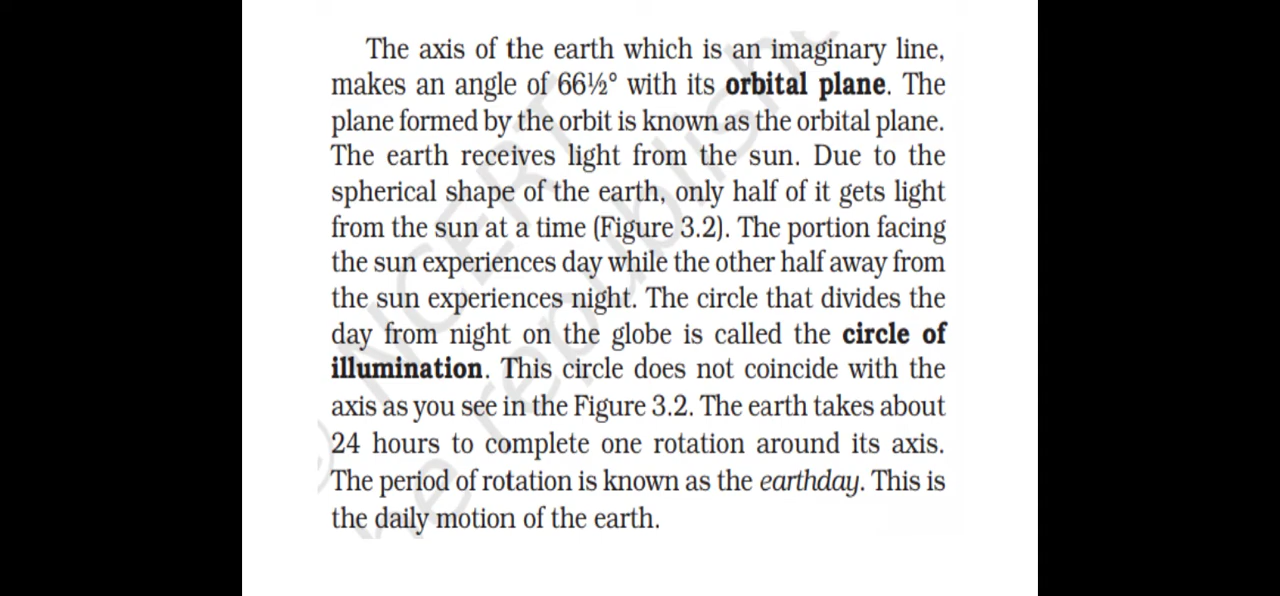 The axis of the earth which is an imaginary line,
makes an angle of 66½° with its orbital plane. The
plane formed by the orbit is known as the orbital plane.
The earth receives light from the sun. Due to the
spherical shape of the earth, only half of it gets light
from the sun at a time (Figure 3.2). The portion facing
the sun experiences day while the other half away from
the sun experiences night. The circle that divides the
day from night on the globe is called the circle of
illumination. This circle does not coincide with the
axis as you see in the Figure 3.2. The earth takes about
24 hours to complete one rotation around its axis.
The period of rotation is known as the earthday. This is
the daily motion of the earth.
© NCERT
be republishe